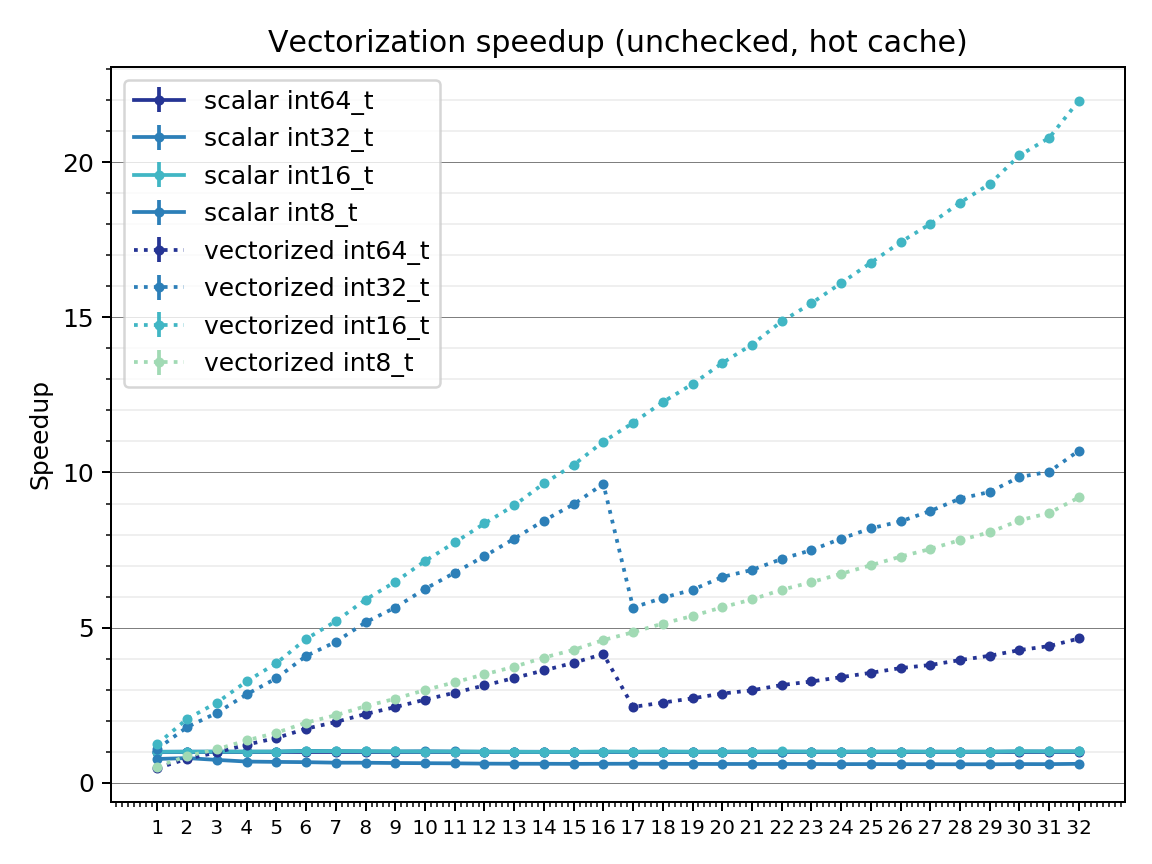 Vectorization speedup (unchecked, hot cache)
scalar int64_t
scalar int32_t
scalar int16_t
scalar int8_t
vectorized int64_t
vectorized int32_t
vectorized int16_t
vectorized int8_t
Speedup
20
15
10
5
0
1 2 3 4 5 6 7 8 9 10 11 12 13 14 15 16 17 18 19 20 21 22 23 24 25 26 27 28 29 30 31 32